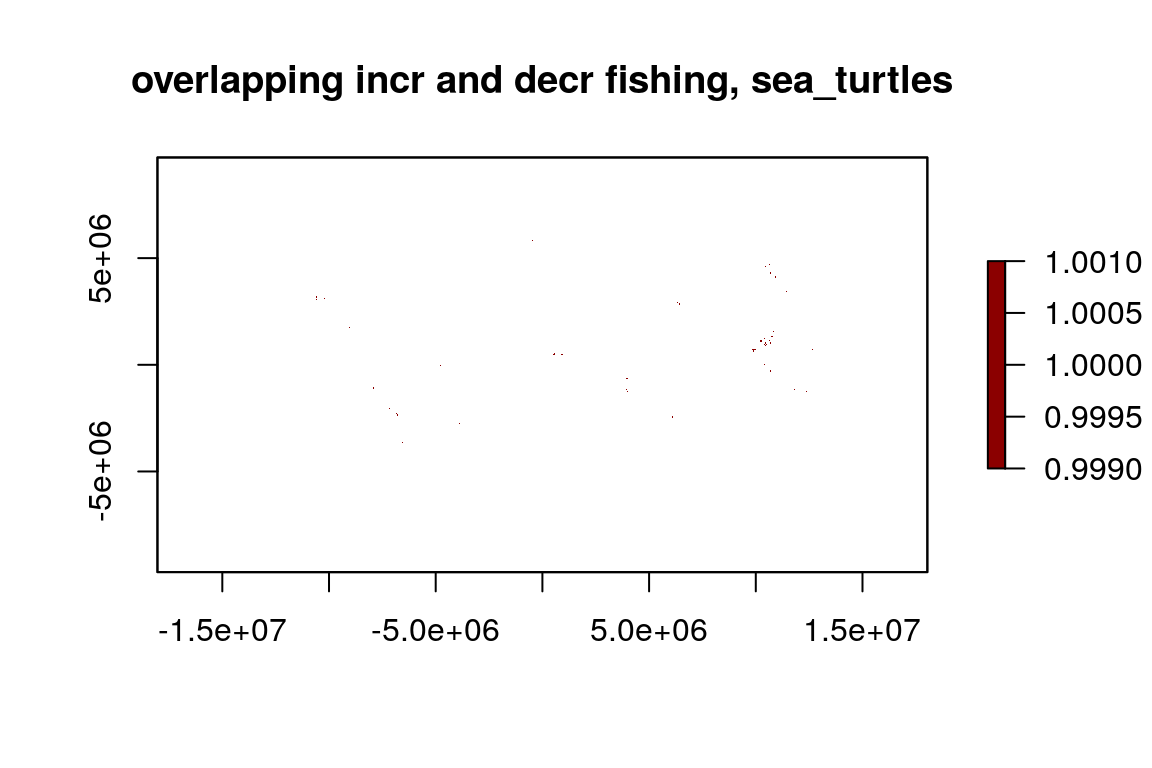 overlapping incr and decr fishing, sea_turtles
5e+06
-5e+06
1.0010
1.0005
1.0000
0.9995
0.9990
-1.5e+07
-5.0e+06
5.0e+06
1.5e+07